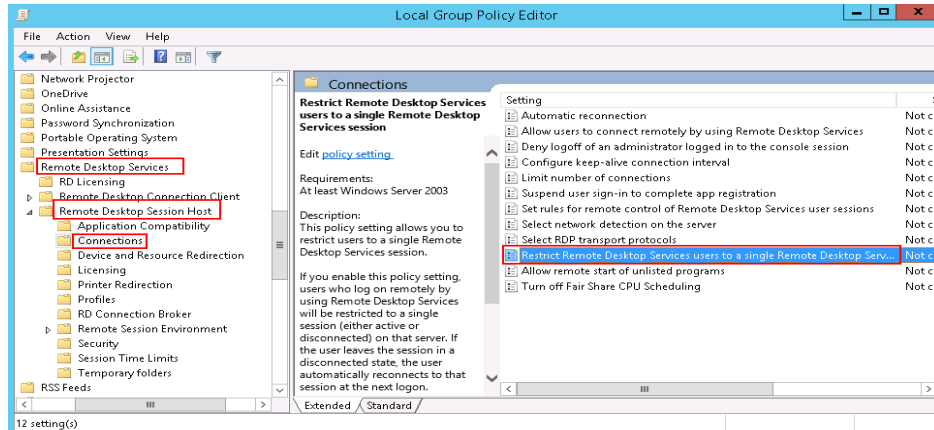 Local Group Policy Editor
File Action View Help
Network Projector
OneDrive
Online Assistance
Password Synchronization
Portable Operating System
Presentation Settings
Remote Desktop Services
RD Licensing
Remote Desktop Connection Client
Remote Desktop Session Host
Application Compatibility
Connections
Device and Resource Redirection
Licensing
Printer Redirection
Profiles
RD Connection Broker
Remote Session Environment
Security
Session Time Limits
Temporary folders
RSS Feeds
Connections
Restrict Remote Desktop Services
users to a single Remote Desktop
Services session
Edit policy setting
Requirements:
At least Windows Server 2003
Description:
This policy setting allows you to
restrict users to a single Remote
Desktop Services session.
If you enable this policy setting,
users who log on remotely by
using Remote Desktop Services
will be restricted to a single
session (either active or
disconnected) on that server. If
the user leaves the session in a
disconnected state, the user
automatically reconnects to that
session at the next logon.
Setting
Automatic reconnection Not c
Allow users to connect remotely by using Remote Desktop Services Not c
Deny logoff of an administrator logged in to the console session Not c
Configure keep-alive connection interval Not c
Limit number of connections Not c
Suspend user sign-in to complete app registration Not c
Set rules for remote control of Remote Desktop Services user sessions Not c
Select network detection on the server Not c
Select RDP transport protocols Not c
Restrict Remote Desktop Services users to a single Remote Desktop Serv... Not c
Allow remote start of unlisted programs Not c
Turn off Fair Share CPU Scheduling Not c
Extended Standard
12 setting(s)